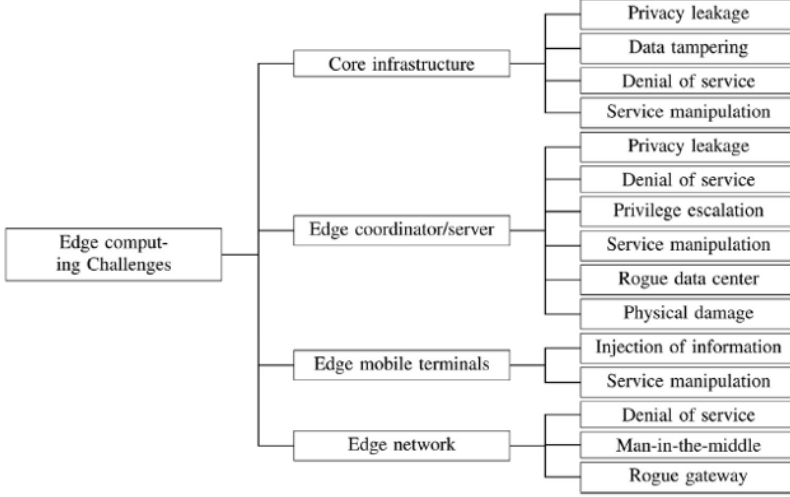 Edge comput-
ing Challenges
Core infrastructure
Privacy leakage
Data tampering
Denial of service
Service manipulation
Edge coordinator/server
Privacy leakage
Denial of service
Privilege escalation
Service manipulation
Rogue data center
Physical damage
Edge mobile terminals
Injection of information
Service manipulation
Edge network
Denial of service
Man-in-the-middle
Rogue gateway